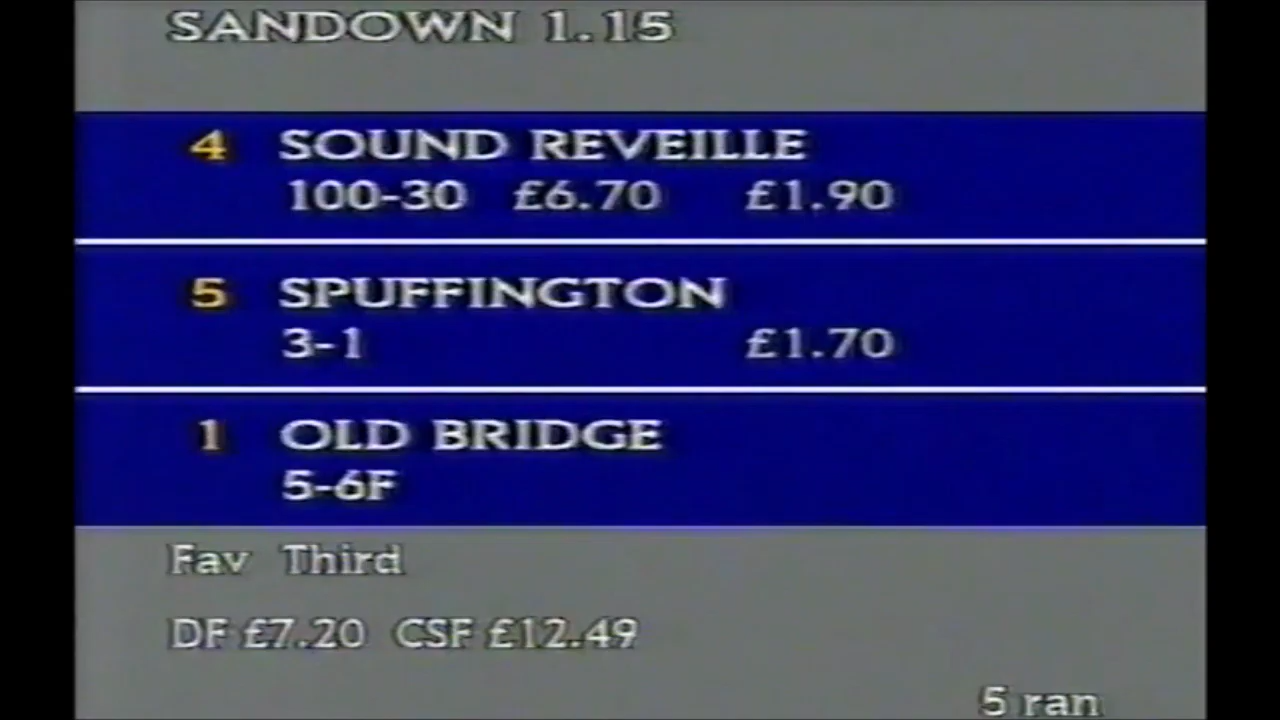 SANDOWN 1.15
4 SOUND REVEILLE
100-30 £6.70 £1.90
5 SPUFFINGTON
3-1 £1.70
1 OLD BRIDGE
5-6F
Fav Third
DF £7.20 CSF £12.49
5 ran